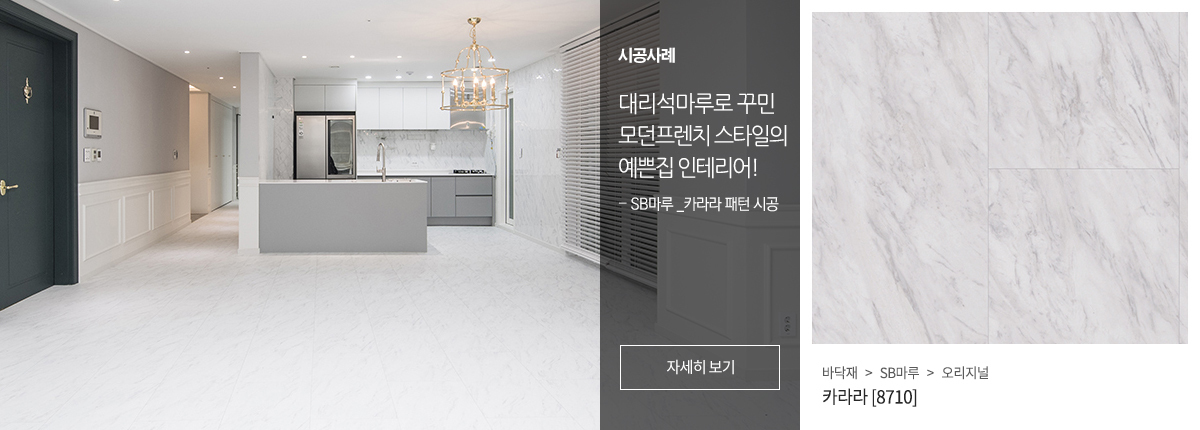 시공사례
대리석마루로 꾸민
모던프렌치 스타일의
예쁜집 인테리어!
- SB마루 _카라라 패턴 시공
자세히 보기
바닥재 > SB마루 > 오리지널
카라라 [8710]